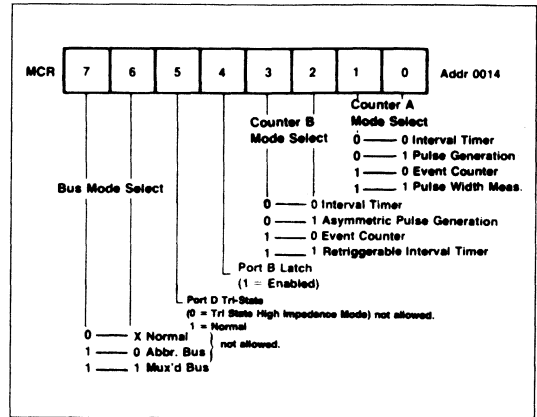 MCR 7 6 5 4 3 2 1 0 Addr 0014
Counter A
Mode Select
0 — 0 Interval Timer
0 — 1 Pulse Generation
1 — 0 Event Counter
1 — 1 Pulse Width Meas.
Counter B
Mode Select
0 — 0 Interval Timer
0 — 1 Asymmetric Pulse Generation
1 — 0 Event Counter
1 — 1 Retriggerable Interval Timer
Bus Mode Select
Port B Latch
(1 = Enabled)
Port D Tri-State
(0 = Tri State High Impedence Mode) not allowed.
1 = Normal
0 — X Normal
1 — 0 Abbr. Bus
not allowed.
1 — 1 Mux'd Bus